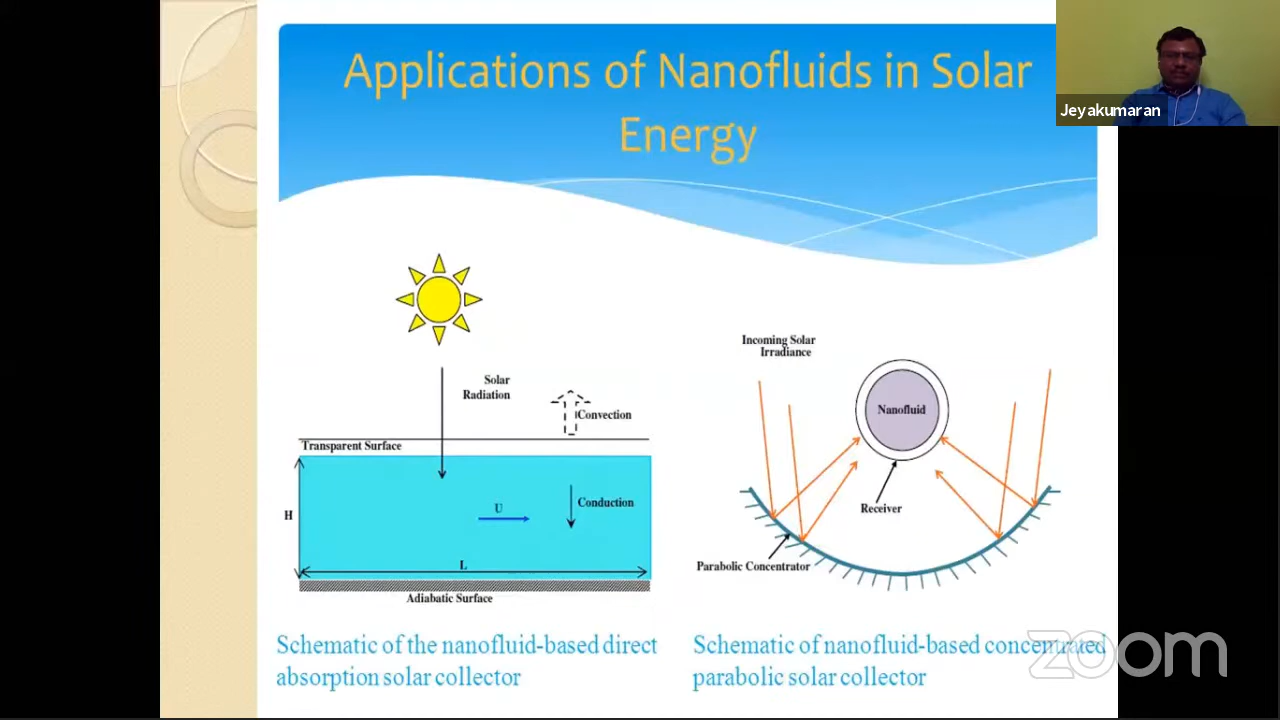 Applications of Nanofluids in Solar
Energy
Jeyakumaran
Solar
Radiation
Convection
Transparent Surface
H
U
Conduction
L
Adiabatic Surface
Schematic of the nanofluid-based direct
absorption solar collector
Incoming Solar
Irradiance
Nanofluid
Receiver
Parabolic Concentrator
Schematic of nanofluid-based concentrated
parabolic solar collector
zoom